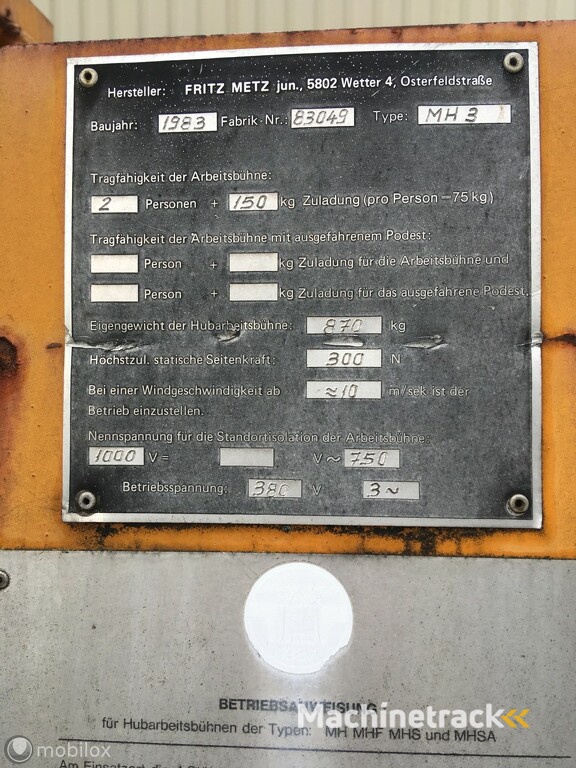 Hersteller: FRITZ METZ jun., 5802 Wetter 4, Osterfeldstraße
Baujahr: 1983 Fabrik-Nr.: 83049 Type: MH 3
Tragfähigkeit der Arbeitsbühne:
2 Personen + 150 kg Zuladung (pro Person – 75 kg)
Tragfähigkeit der Arbeitsbühne mit ausgefahrenem Podest:
Person + kg Zuladung für die Arbeitsbühne und
Person + kg Zuladung für das ausgefahrene Podest.
Eigengewicht der Hubarbeitsbühne: 870 kg
Höchstzul. statische Seitenkraft: 300 N
Bei einer Windgeschwindigkeit ab ≈10 m/sek ist der
Betrieb einzustellen.
Nennspannung für die Standortisolation der Arbeitsbühne:
1000 V = V ~ 750
Betriebsspannung: 380 V 3~
BETRIEBSANWEISUNG
für Hubarbeitsbühnen der Typen: MH MHF MHS und MHSA
Machinetrack
mobilox
Am Einsatzort die